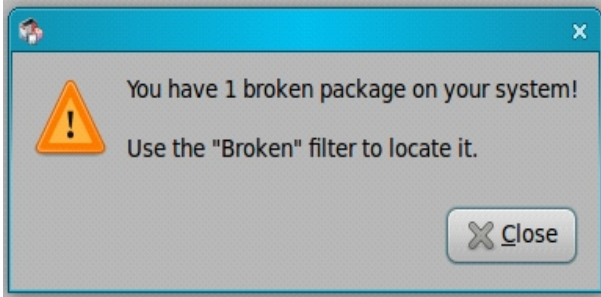 You have 1 broken package on your system!
Use the "Broken" filter to locate it.
Close